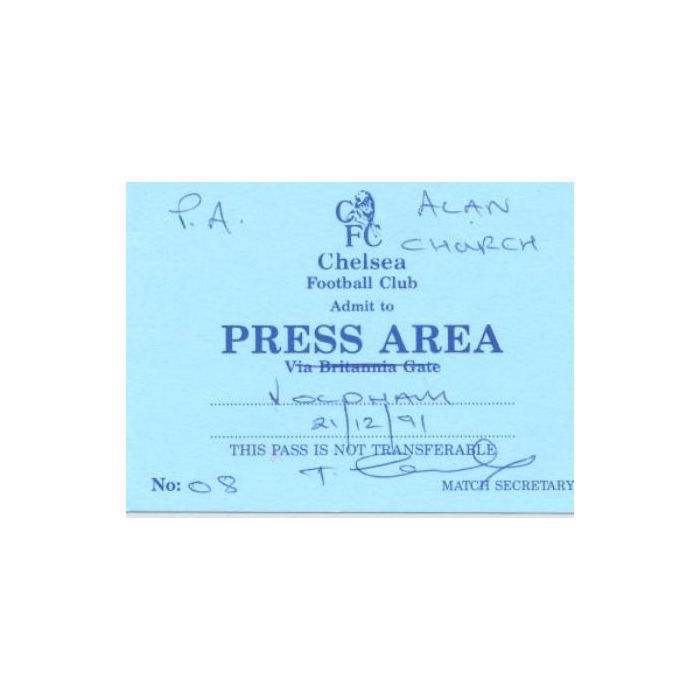 P.A.
CFC
ALAN
CHURCH
Chelsea
Football Club
Admit to
PRESS AREA
Via Britannia Gate
V OLDHAM
21/12/91
THIS PASS IS NOT TRANSFERABLE
No: 08
MATCH SECRETARY